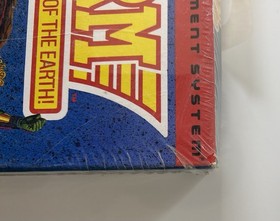 RM!
OF THE EARTH!
MENT SYSTEM